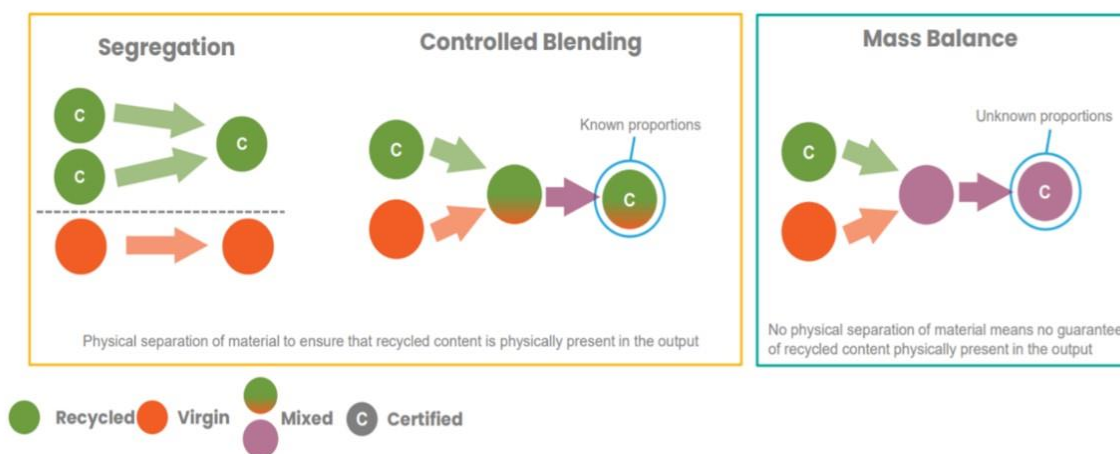 Segregation
C
C
C
Controlled Blending
C
Known proportions
C
Physical separation of material to ensure that recycled content is physically present in the output
Mass Balance
C
Unknown proportions
C
No physical separation of material means no guarantee
of recycled content physically present in the output
Recycled
Virgin
Mixed
C
Certified